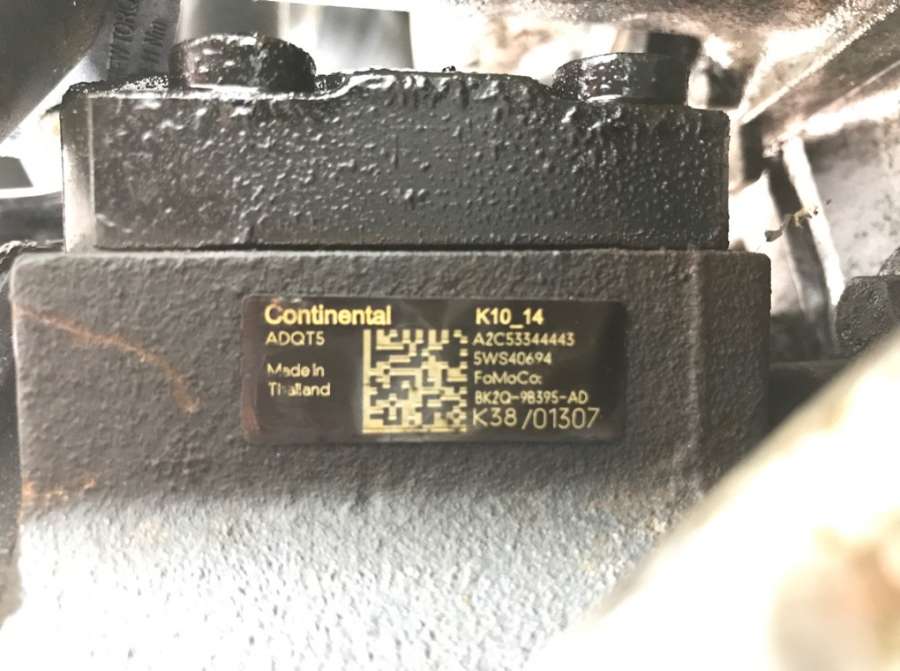 Continental
K10_14
ADQT5
A2C53344443
5WS40694
Made in
Thailand
FoMoCo:
BK2Q-9B395-AD
K38/01307